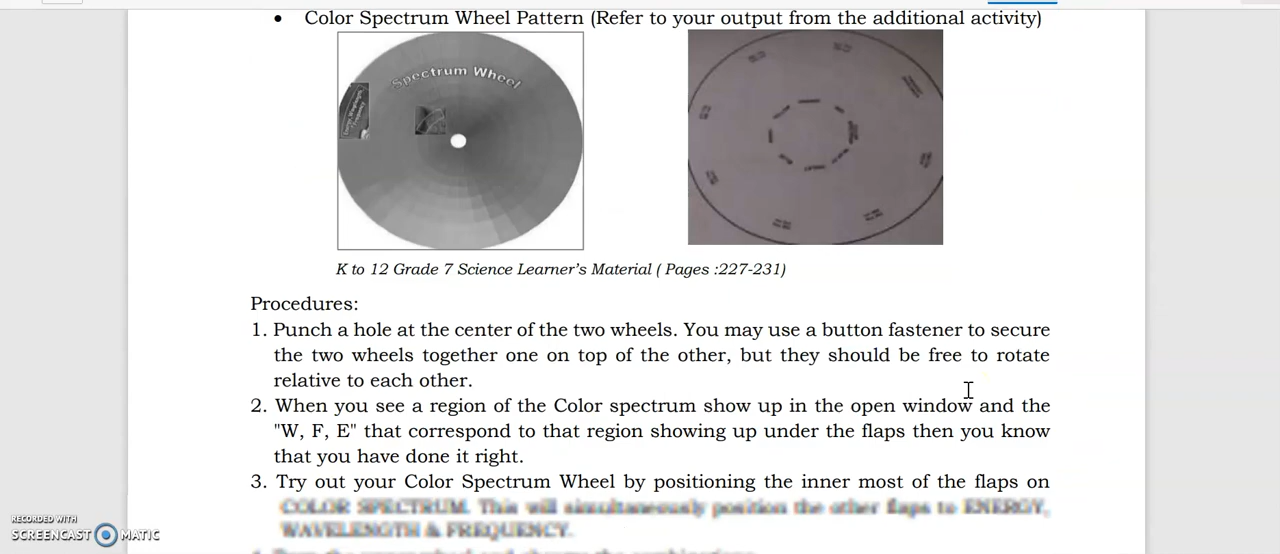 • Color Spectrum Wheel Pattern (Refer to your output from the additional activity)
Spectrum Wheel
K to 12 Grade 7 Science Learner's Material ( Pages :227-231)
Procedures:
1. Punch a hole at the center of the two wheels. You may use a button fastener to secure
the two wheels together one on top of the other, but they should be free to rotate
relative to each other.
2. When you see a region of the Color spectrum show up in the open window and the
"W, F, E" that correspond to that region showing up under the flaps then you know
that you have done it right.
3. Try out your Color Spectrum Wheel by positioning the inner most of the flaps on
COLOR SPECTRUM. This will simultaneously position the other flaps to ENERGY,
WAVELENGTH & FREQUENCY.
RECORDED WITH
SCREENCAST MATIC